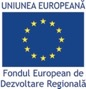 UNIUNEA EUROPEANĂ
Fondul European de
Dezvoltare Regională